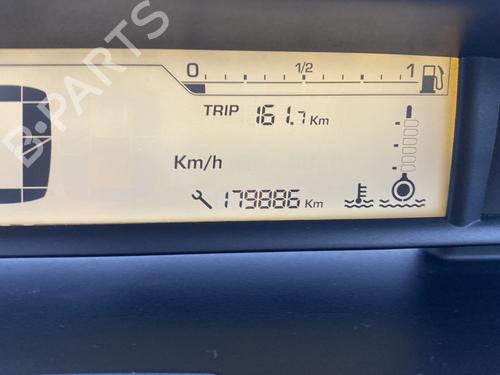 0 1/2 1
TRIP 161.7 Km
Km/h
179886 Km
B-PARTS